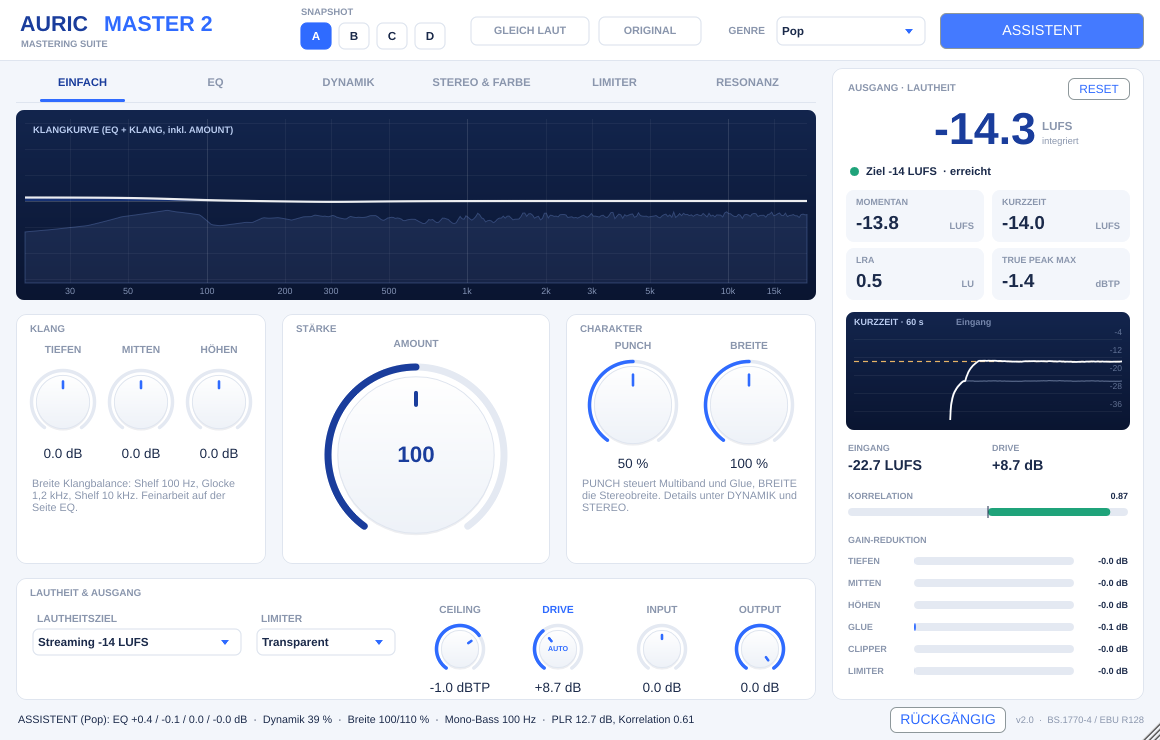 AURIC MASTER 2
MASTERING SUITE
SNAPSHOT
A B C D
GLEICH LAUT
ORIGINAL
GENRE
Pop
ASSISTENT
EINFACH EQ DYNAMIK STEREO & FARBE LIMITER RESONANZ
KLANGKURVE (EQ + KLANG, inkl. AMOUNT)
30 50 100 200 300 500 1k 2k 3k 5k 10k 15k
KLANG
TIEFEN MITTEN HÖHEN
0.0 dB 0.0 dB 0.0 dB
Breite Klangbalance: Shelf 100 Hz, Glocke
1,2 kHz, Shelf 10 kHz. Feinarbeit auf der
Seite EQ.
STÄRKE
AMOUNT
100
CHARAKTER
PUNCH BREITE
50 % 100 %
PUNCH steuert Multiband und Glue, BREITE
die Stereobreite. Details unter DYNAMIK und
STEREO.
LAUTHEIT & AUSGANG
LAUTHEITSZIEL
Streaming -14 LUFS
LIMITER
Transparent
CEILING DRIVE INPUT OUTPUT
AUTO
-1.0 dBTP +8.7 dB 0.0 dB 0.0 dB
AUSGANG · LAUTHEIT
RESET
-14.3 LUFS
integriert
Ziel -14 LUFS · erreicht
MOMENTAN
-13.8 LUFS
KURZZEIT
-14.0 LUFS
LRA
0.5 LU
TRUE PEAK MAX
-1.4 dBTP
KURZZEIT · 60 s Eingang
-4
-12
-20
-28
-36
EINGANG DRIVE
-22.7 LUFS +8.7 dB
KORRELATION 0.87
GAIN-REDUKTION
TIEFEN -0.0 dB
MITTEN -0.0 dB
HÖHEN -0.0 dB
GLUE -0.1 dB
CLIPPER -0.0 dB
LIMITER -0.0 dB
ASSISTENT (Pop): EQ +0.4 / -0.1 / 0.0 / -0.0 dB · Dynamik 39 % · Breite 100/110 % · Mono-Bass 100 Hz · PLR 12.7 dB, Korrelation 0.61
RÜCKGÄNGIG
v2.0 · BS.1770-4 / EBU R128